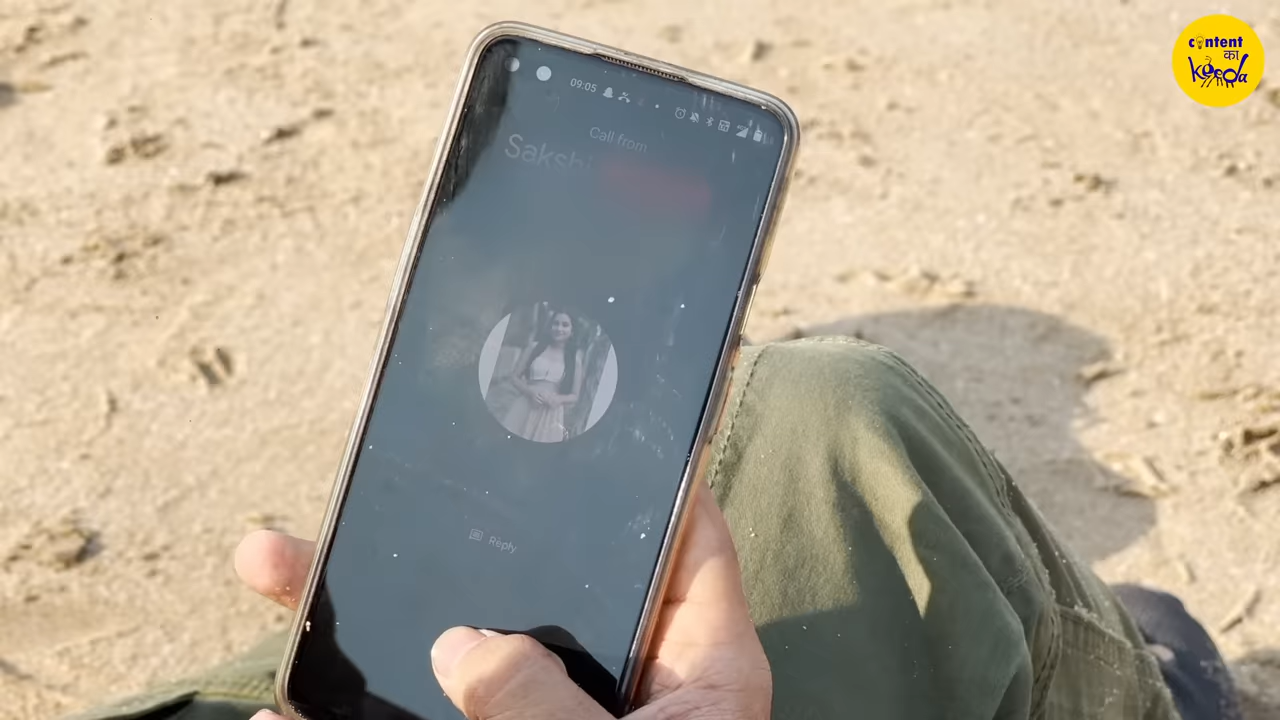 content
का
keeda
09:05
Call from
Sakshi
Reply